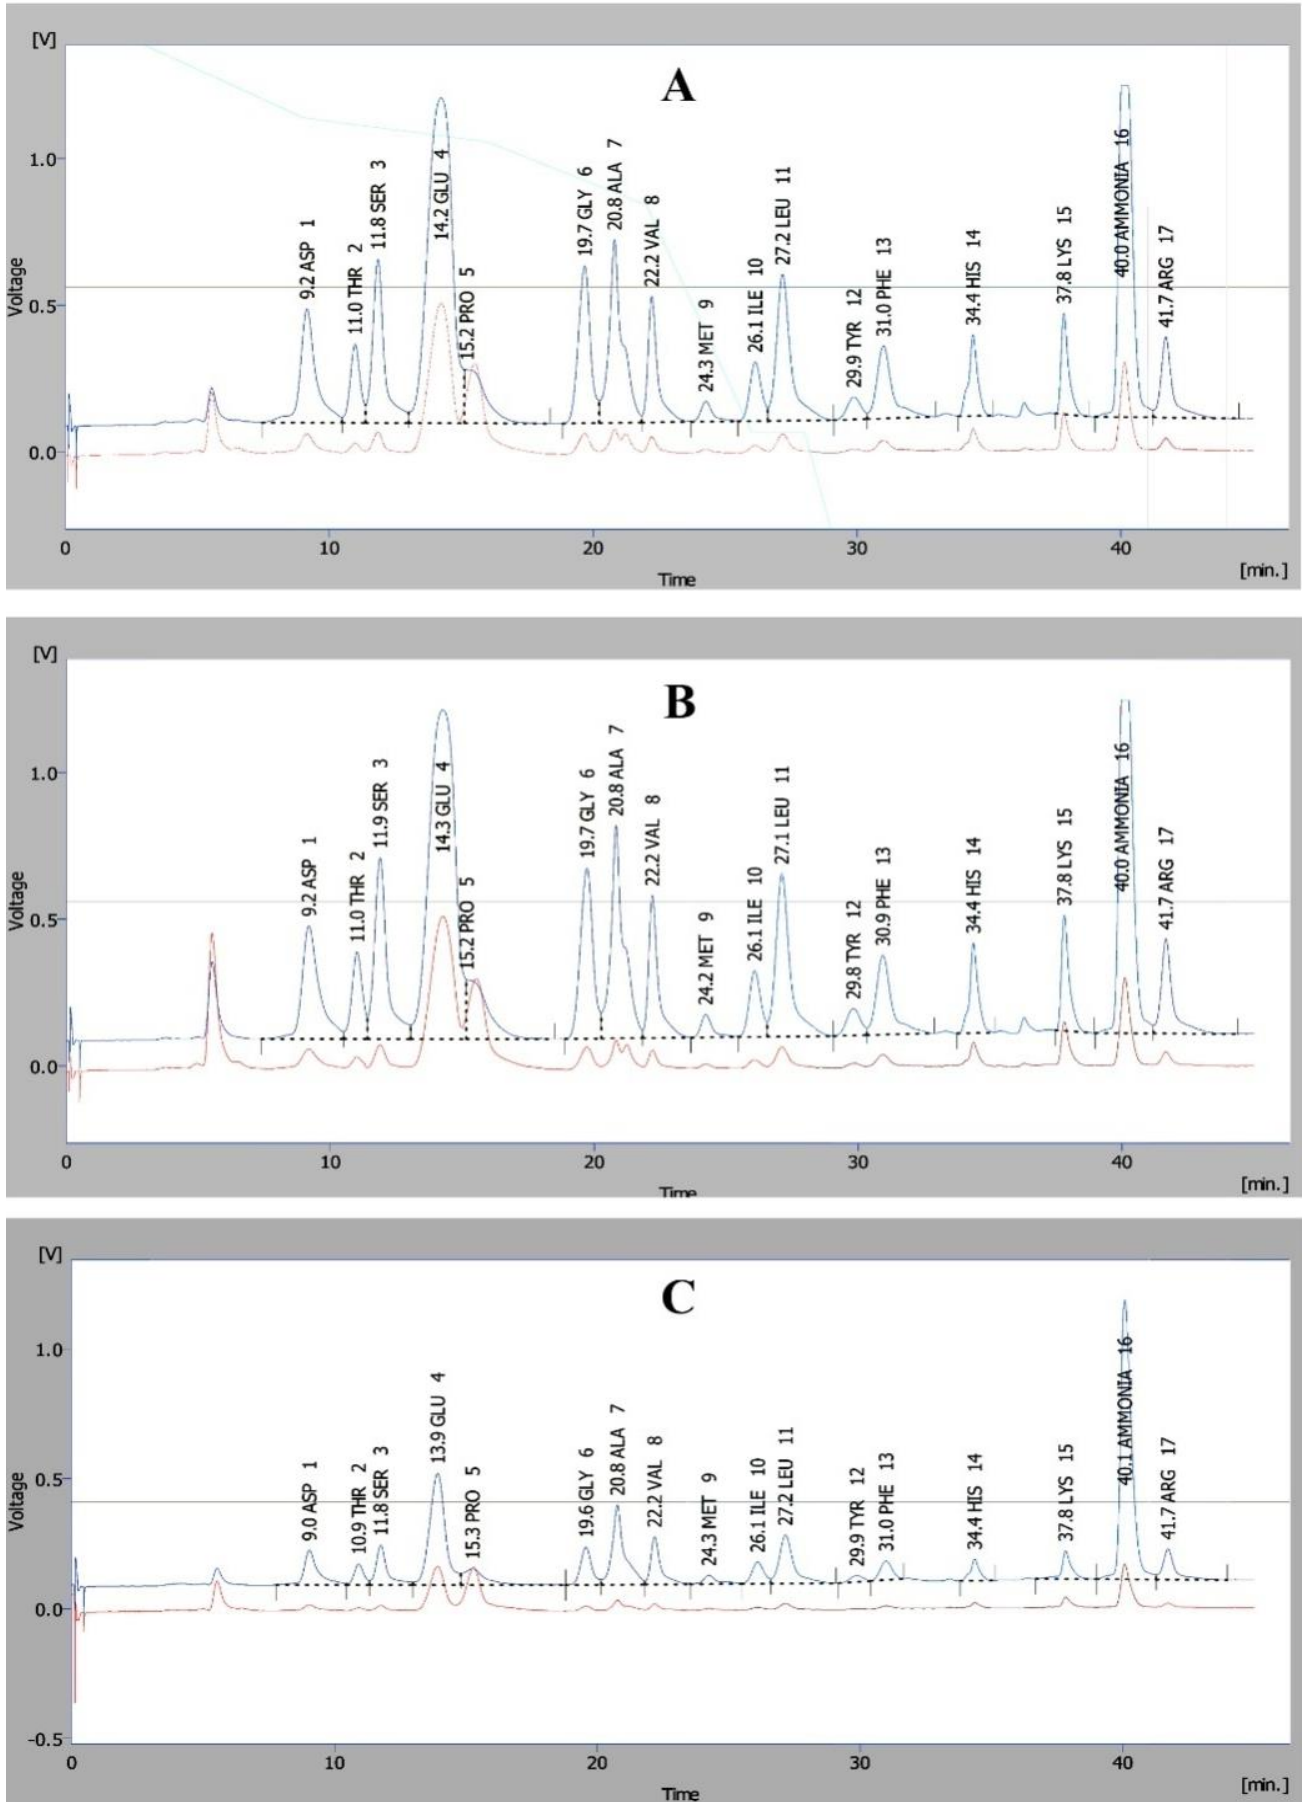 [V]
A
1.0
0.5
0.0
Voltage
9.2 ASP 1
11.0 THR 2
11.8 SER 3
14.2 GLU 4
15.2 PRO 5
19.7 GLY 6
20.8 ALA 7
22.2 VAL 8
24.3 MET 9
26.1 ILE 10
27.2 LEU 11
29.9 TYR 12
31.0 PHE 13
34.4 HIS 14
37.8 LYS 15
40.0 AMMONIA 16
41.7 ARG 17
0 10 20 30 40
Time
[min.]
[V]
B
1.0
0.5
0.0
Voltage
9.2 ASP 1
11.0 THR 2
11.9 SER 3
14.3 GLU 4
15.2 PRO 5
19.7 GLY 6
20.8 ALA 7
22.2 VAL 8
24.2 MET 9
26.1 ILE 10
27.1 LEU 11
29.8 TYR 12
30.9 PHE 13
34.4 HIS 14
37.8 LYS 15
40.0 AMMONIA 16
41.7 ARG 17
0 10 20 30 40
Time
[min.]
[V]
C
1.0
0.5
0.0
-0.5
Voltage
9.0 ASP 1
10.9 THR 2
11.8 SER 3
13.9 GLU 4
15.3 PRO 5
19.6 GLY 6
20.8 ALA 7
22.2 VAL 8
24.3 MET 9
26.1 ILE 10
27.2 LEU 11
29.9 TYR 12
31.0 PHE 13
34.4 HIS 14
37.8 LYS 15
40.1 AMMONIA 16
41.7 ARG 17
0 10 20 30 40
Time
[min.]